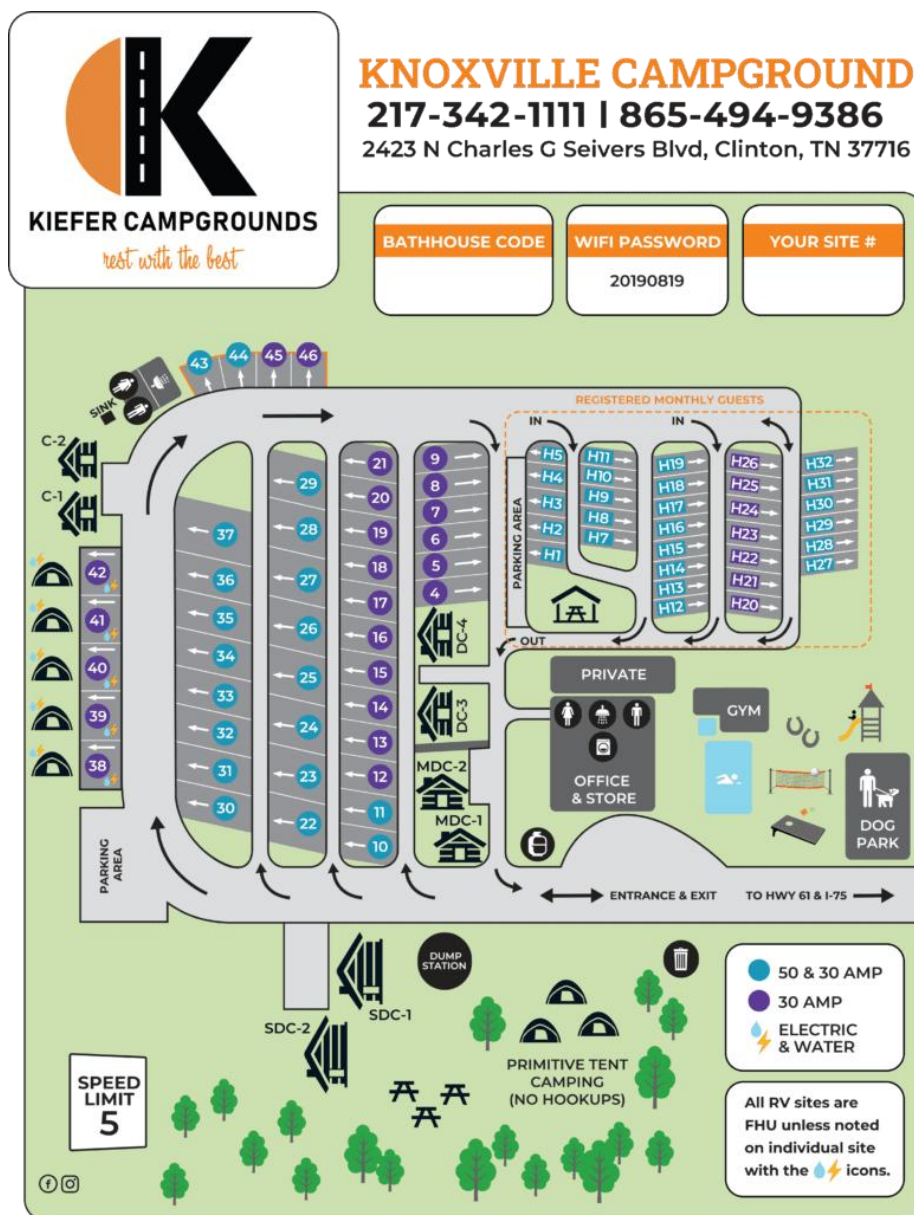 KIEFER CAMPGROUNDS
rest with the best
KNOXVILLE CAMPGROUND
217-342-1111 | 865-494-9386
2423 N Charles G Seivers Blvd, Clinton, TN 37716
BATHHOUSE CODE
WIFI PASSWORD
20190819
YOUR SITE #
43
44
45
46
SINK
C-2
C-1
REGISTERED MONTHLY GUESTS
IN
IN
PARKING AREA
OUT
42
41
40
39
38
37
36
35
34
33
32
31
30
29
28
27
26
25
24
23
22
21
20
19
18
17
16
15
14
13
12
11
10
9
8
7
6
5
4
DC-4
DC-3
MDC-2
MDC-1
H5
H4
H3
H2
H1
H11
H10
H9
H8
H7
H19
H18
H17
H16
H15
H14
H13
H12
H26
H25
H24
H23
H22
H21
H20
H32
H31
H30
H29
H28
H27
PRIVATE
OFFICE
& STORE
GYM
DOG
PARK
PARKING
AREA
ENTRANCE & EXIT
TO HWY 61 & I-75
DUMP
STATION
SDC-1
SDC-2
PRIMITIVE TENT
CAMPING
(NO HOOKUPS)
SPEED
LIMIT
5
50 & 30 AMP
30 AMP
ELECTRIC
& WATER
All RV sites are
FHU unless noted
on individual site
with the icons.